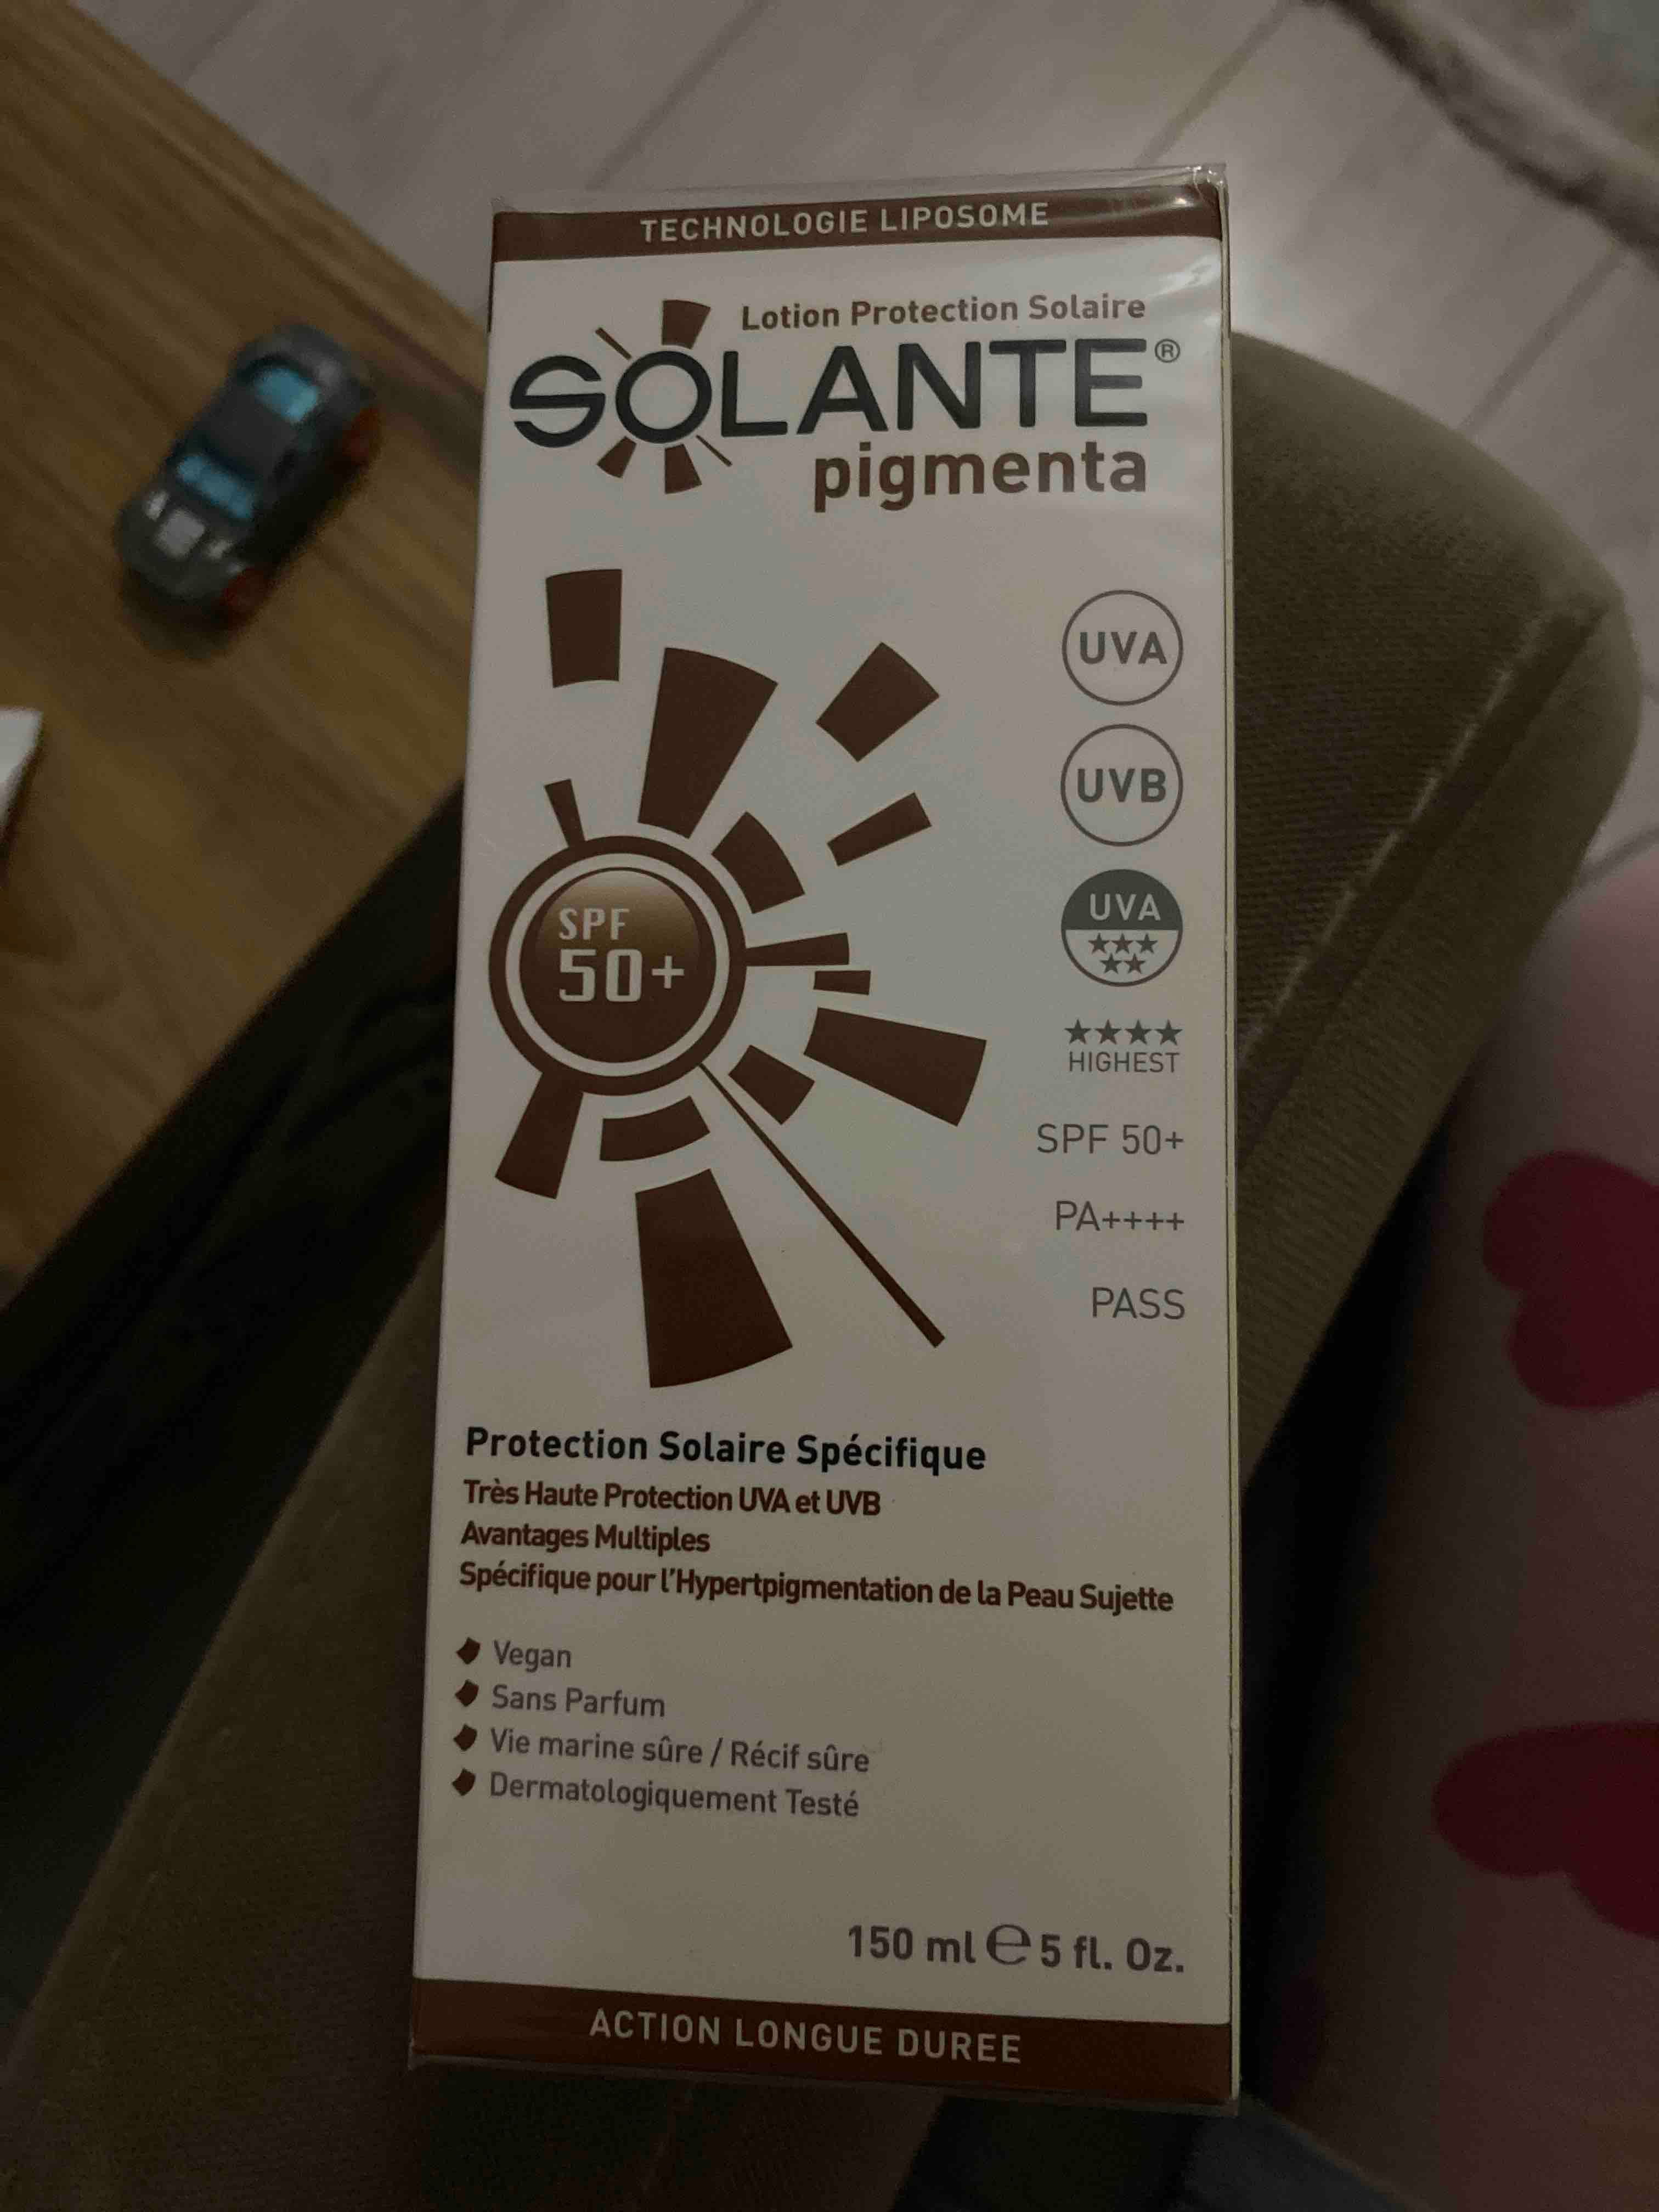 TECHNOLOGIE LIPOSOME
Lotion Protection Solaire
SOLANTE®
pigmenta
UVA
UVB
UVA
★★★
★★
★★★★
HIGHEST
SPF
50+
SPF 50+
PA++++
PASS
Protection Solaire Spécifique
Très Haute Protection UVA et UVB
Avantages Multiples
Spécifique pour l'Hypertpigmentation de la Peau Sujette
Vegan
Sans Parfum
Vie marine sûre / Récif sûre
Dermatologiquement Testé
150 ml ℮ 5 fl. Oz.
ACTION LONGUE DUREE